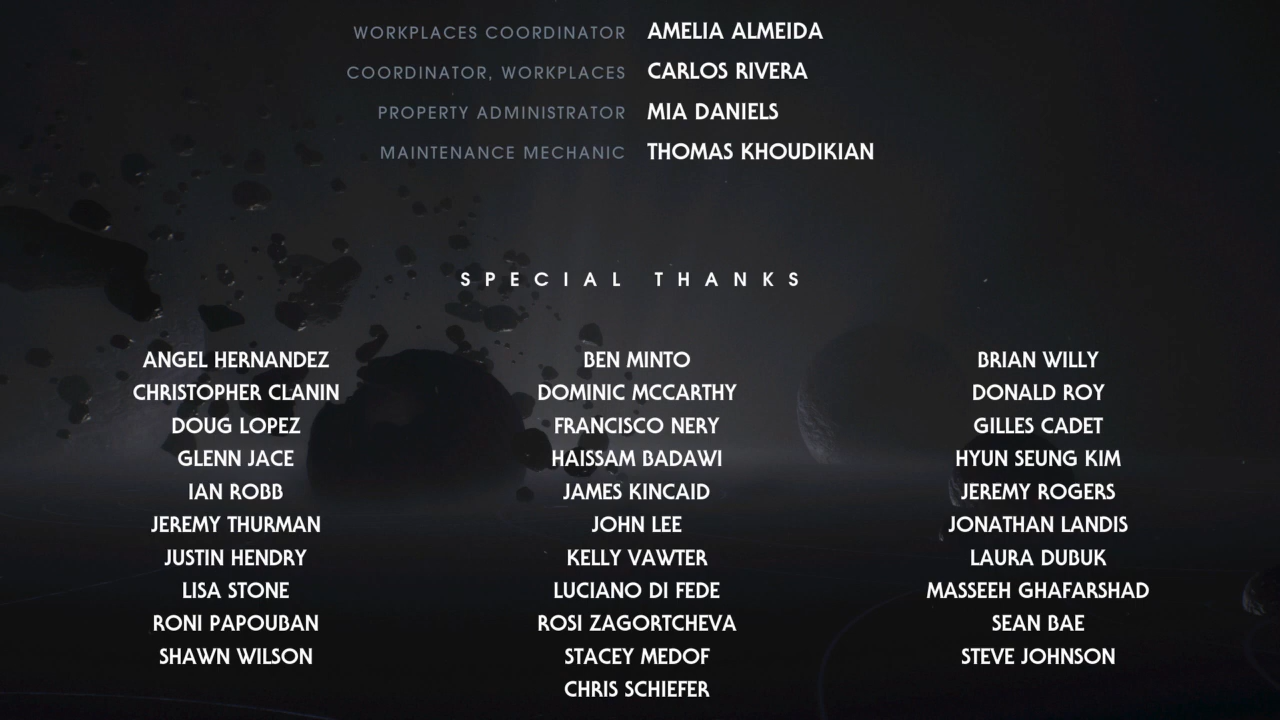 WORKPLACES COORDINATOR AMELIA ALMEIDA
COORDINATOR, WORKPLACES CARLOS RIVERA
PROPERTY ADMINISTRATOR MIA DANIELS
MAINTENANCE MECHANIC THOMAS KHOUDIKIAN
SPECIAL THANKS
ANGEL HERNANDEZ BEN MINTO BRIAN WILLY
CHRISTOPHER CLANIN DOMINIC MCCARTHY DONALD ROY
DOUG LOPEZ FRANCISCO NERY GILLES CADET
GLENN JACE HAISSAM BADAWI HYUN SEUNG KIM
IAN ROBB JAMES KINCAID JEREMY ROGERS
JEREMY THURMAN JOHN LEE JONATHAN LANDIS
JUSTIN HENDRY KELLY VAWTER LAURA DUBUK
LISA STONE LUCIANO DI FEDE MASSEEH GHAFARSHAD
RONI PAPOUBAN ROSI ZAGORTCHEVA SEAN BAE
SHAWN WILSON STACEY MEDOF STEVE JOHNSON
CHRIS SCHIEFER